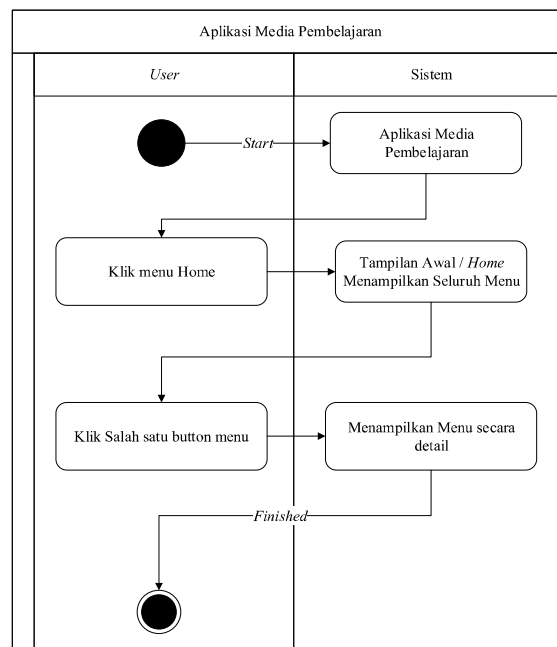 Aplikasi Media Pembelajaran
User
Sistem
Start
Aplikasi Media
Pembelajaran
Klik menu Home
Tampilan Awal / Home
Menampilkan Seluruh Menu
Klik Salah satu button menu
Menampilkan Menu secara
detail
Finished